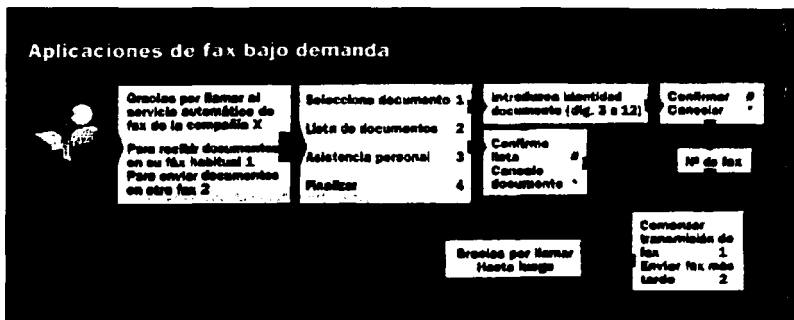 Aplicaciones de fax bajo demanda
Gracias por llamar al
servicio automático de
fax de la compañía X
Para recibir documentos
en su fax habitual 1
Para enviar documentos
en otro fax 2
Selecciona documento 1
Lista de documentos 2
Asistencia personal 3
Finalizar 4
Introduzca identidad
documento (díg. 3 a 12)
Confirmar #
Cancelar *
Confirme
lista #
Cancele
documento *
Nº de fax
Comenzar
transmisión de
fax 1
Enviar fax más
tarde 2
Gracias por llamar
Hasta luego